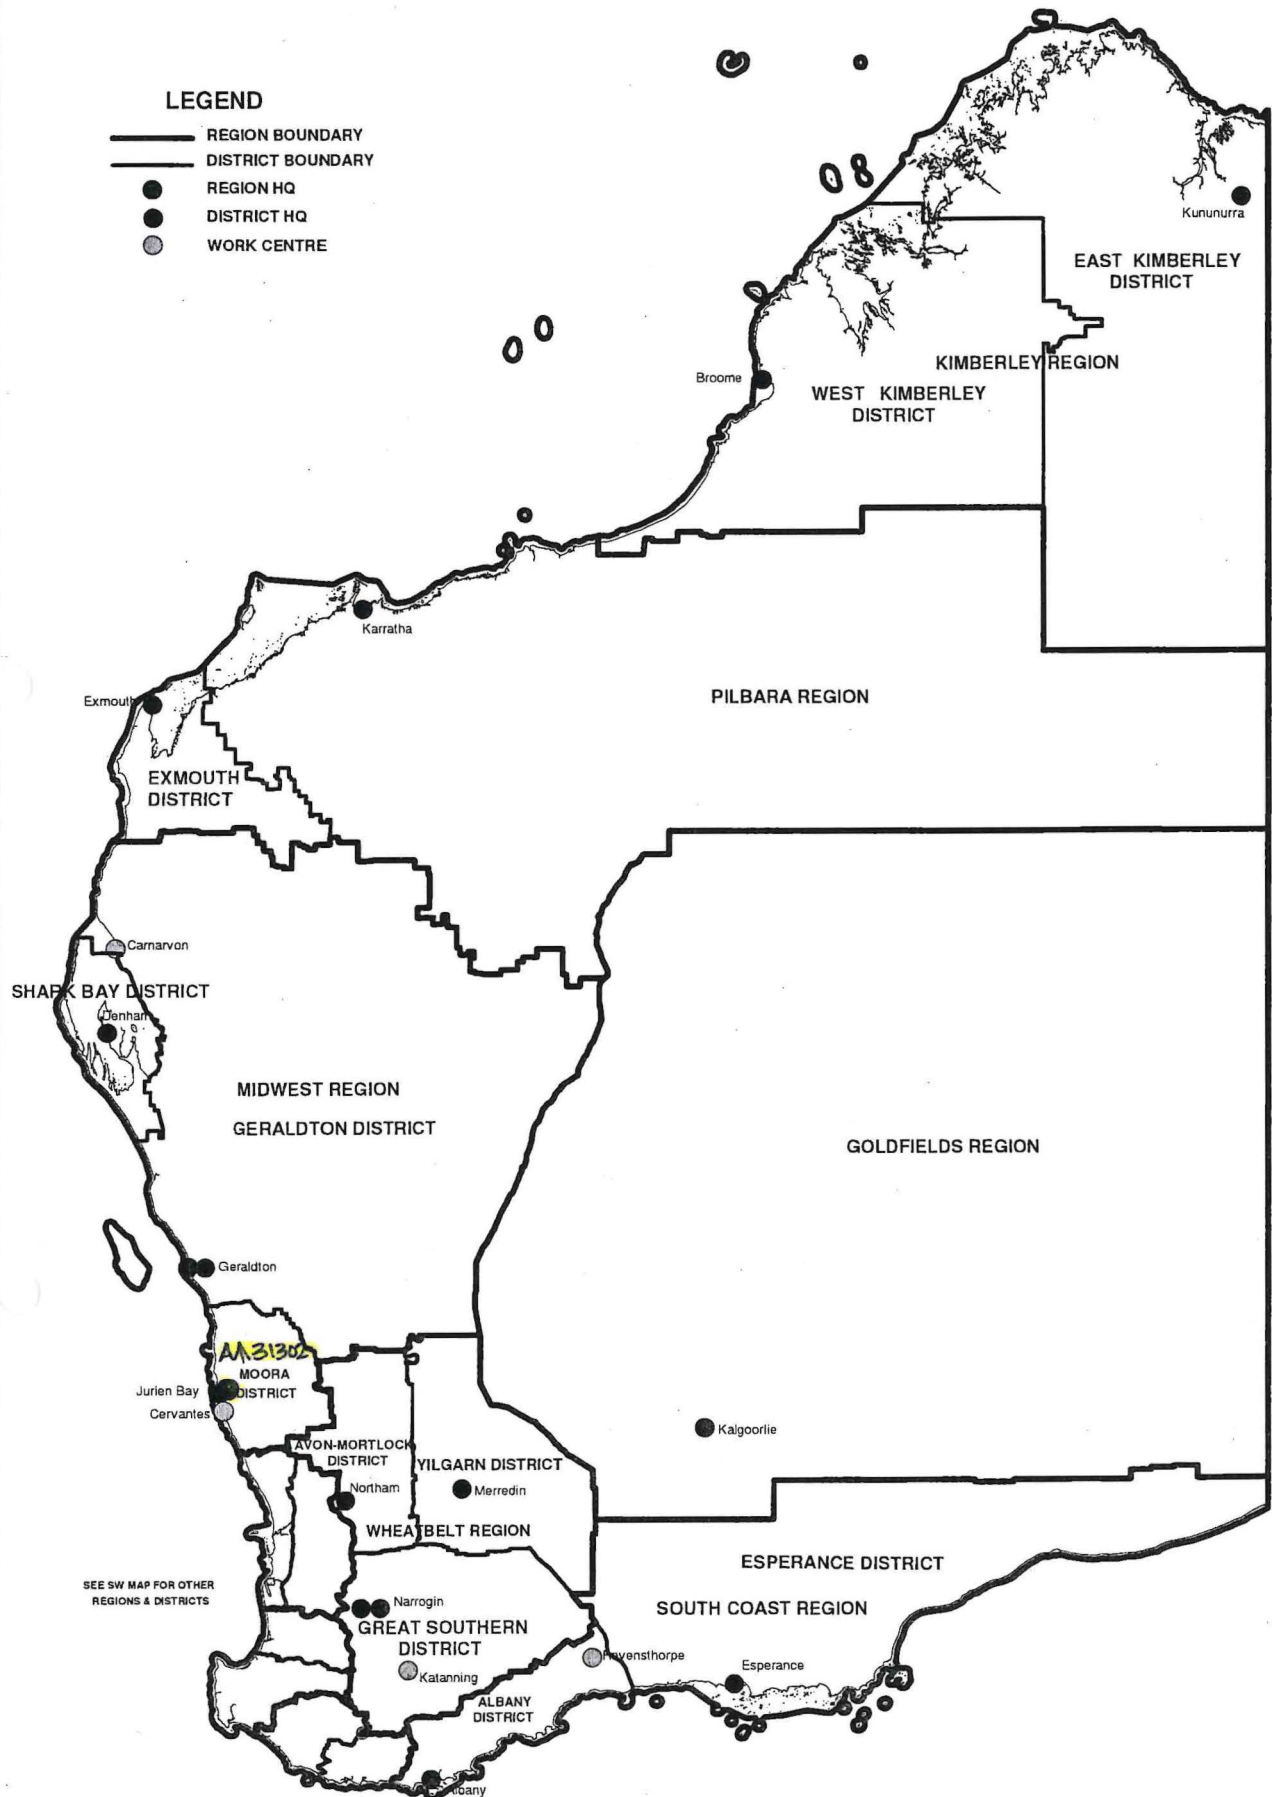 LEGEND
REGION BOUNDARY
DISTRICT BOUNDARY
REGION HQ
DISTRICT HQ
WORK CENTRE
Kununurra
EAST KIMBERLEY
DISTRICT
KIMBERLEY REGION
Broome
WEST KIMBERLEY
DISTRICT
Karratha
Exmouth
PILBARA REGION
EXMOUTH
DISTRICT
Carnarvon
SHARK BAY DISTRICT
Denham
MIDWEST REGION
GERALDTON DISTRICT
GOLDFIELDS REGION
Geraldton
31302
MOORA
DISTRICT
Jurien Bay
Cervantes
Kalgoorlie
AVON-MORTLOCK
DISTRICT
YILGARN DISTRICT
Northam
Merredin
WHEATBELT REGION
ESPERANCE DISTRICT
SEE SW MAP FOR OTHER
REGIONS & DISTRICTS
Narrogin
SOUTH COAST REGION
GREAT SOUTHERN
DISTRICT
Ravensthorpe
Katanning
Esperance
ALBANY
DISTRICT
Albany